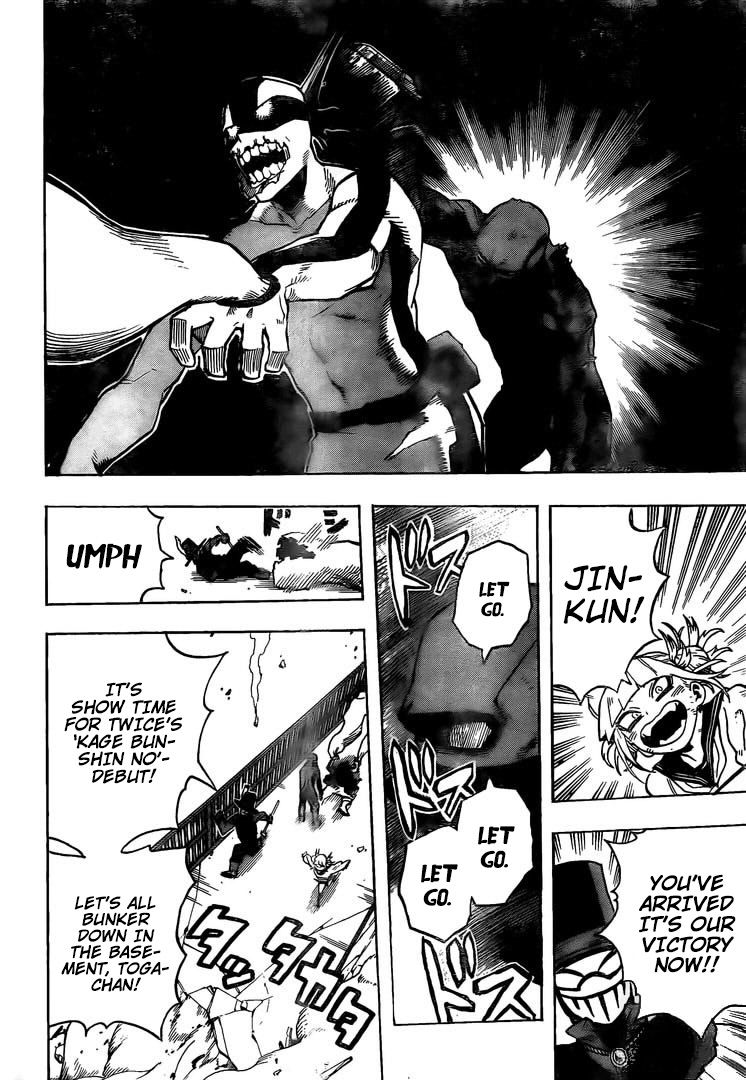 JIN-
KUN!
YOU'VE
ARRIVED
IT'S OUR
VICTORY
NOW!!
LET
GO.
ドス
LET
GO.
LET
GO.
ドス
ドス
UMPH
ドド
IT'S
SHOW TIME
FOR TWICE'S
'KAGE BUN-
SHIN NO'-
DEBUT!
LET'S ALL
BUNKER
DOWN IN
THE BASE-
MENT, TOGA-
CHAN!
タッ
タカタ